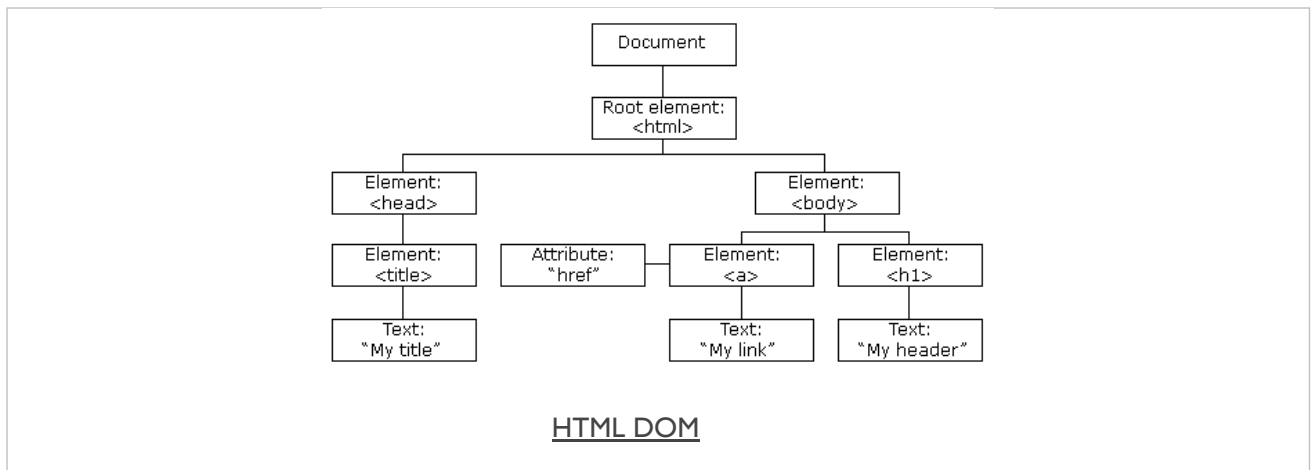 Document
Root element:
<html>
Element:
<head>
Element:
<body>
Element:
<title>
Attribute:
“href”
Element:
<a>
Element:
<h1>
Text:
“My title”
Text:
“My link”
Text:
“My header”
HTML DOM